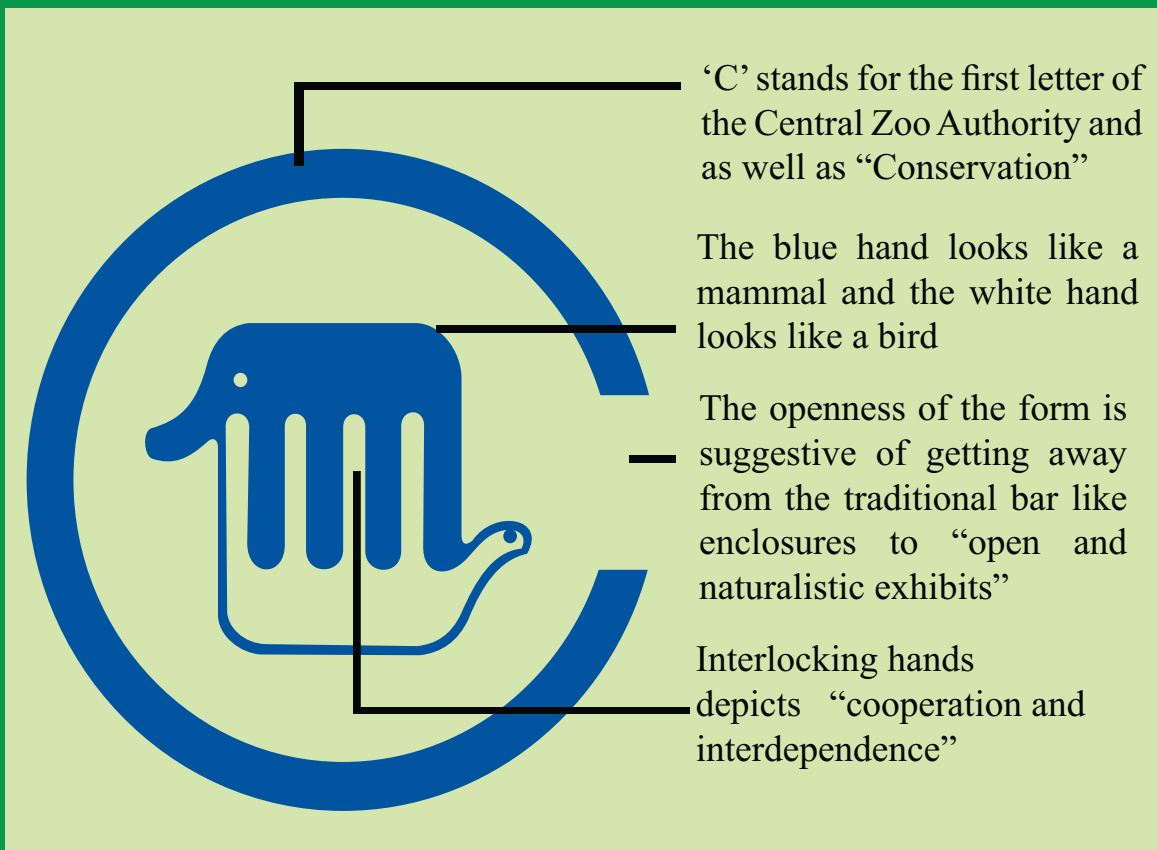 ‘C’ stands for the first letter of
the Central Zoo Authority and
as well as “Conservation”
The blue hand looks like a
mammal and the white hand
looks like a bird
The openness of the form is
suggestive of getting away
from the traditional bar like
enclosures to “open and
naturalistic exhibits”
Interlocking hands
depicts “cooperation and
interdependence”